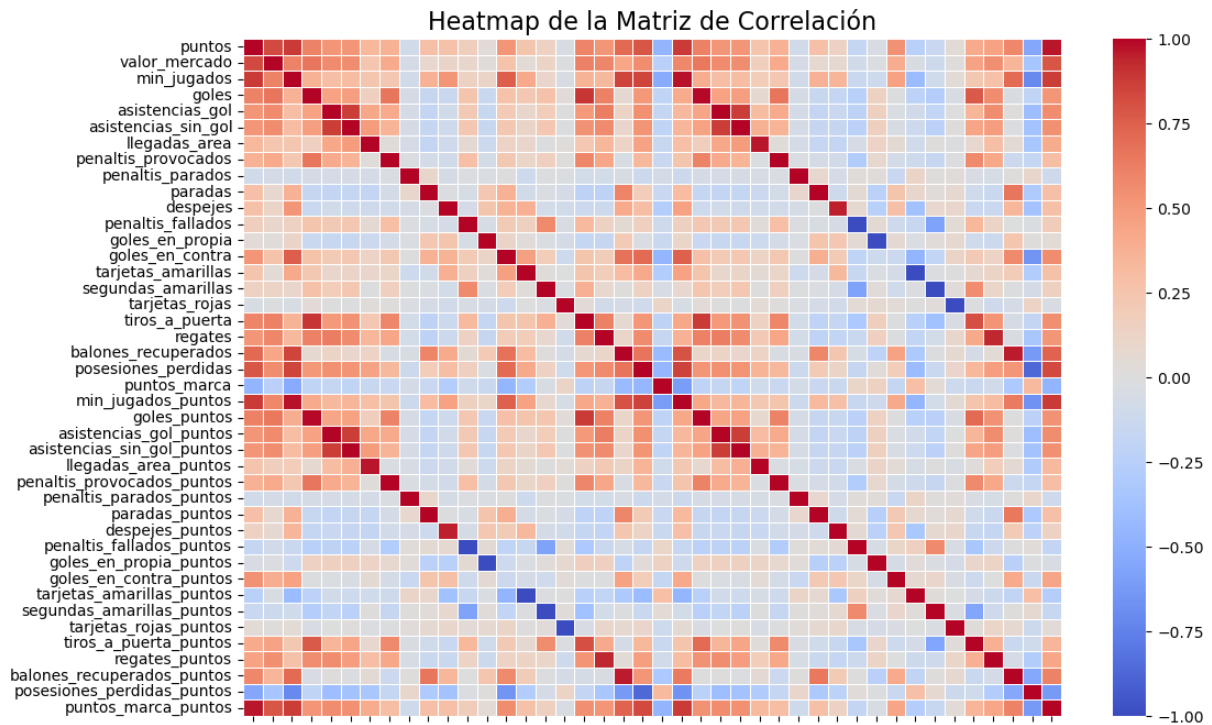 Heatmap de la Matriz de Correlación
puntos
valor_mercado
min_jugados
goles
asistencias_gol
asistencias_sin_gol
llegadas_area
penaltis_provocados
penaltis_parados
paradas
despejes
penaltis_fallados
goles_en_propia
goles_en_contra
tarjetas_amarillas
segundas_amarillas
tarjetas_rojas
tiros_a_puerta
regates
balones_recuperados
posesiones_perdidas
puntos_marca
min_jugados_puntos
goles_puntos
asistencias_gol_puntos
asistencias_sin_gol_puntos
llegadas_area_puntos
penaltis_provocados_puntos
penaltis_parados_puntos
paradas_puntos
despejes_puntos
penaltis_fallados_puntos
goles_en_propia_puntos
goles_en_contra_puntos
tarjetas_amarillas_puntos
segundas_amarillas_puntos
tarjetas_rojas_puntos
tiros_a_puerta_puntos
regates_puntos
balones_recuperados_puntos
posesiones_perdidas_puntos
puntos_marca_puntos
1.00
0.75
0.50
0.25
0.00
−0.25
−0.50
−0.75
−1.00